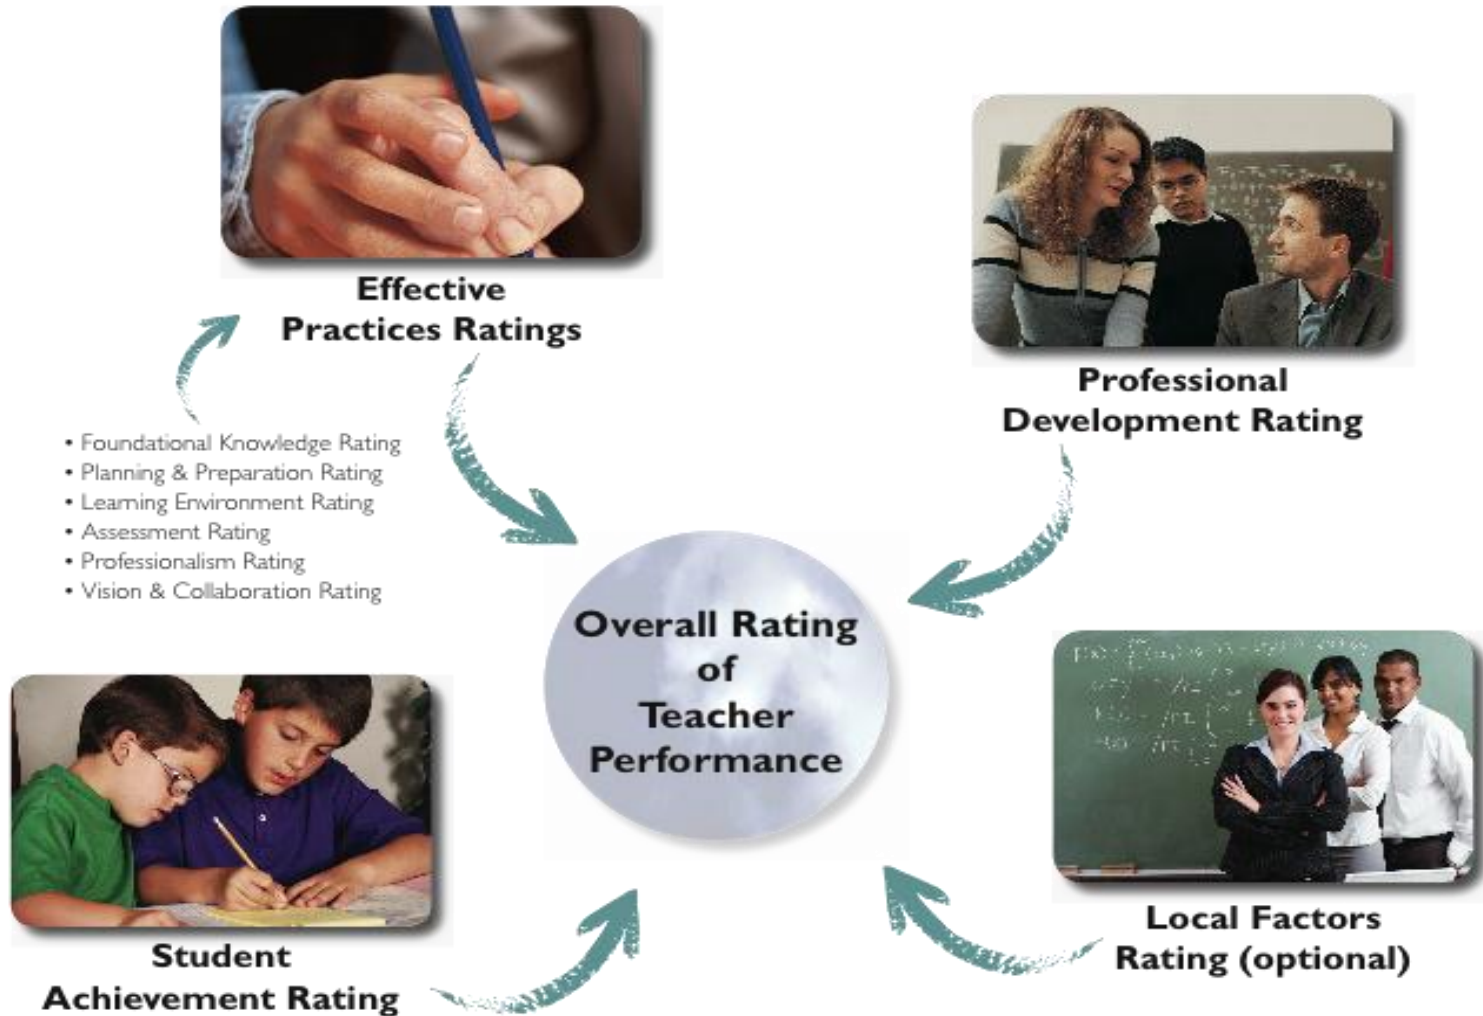 Effective
Practices Ratings
• Foundational Knowledge Rating
• Planning & Preparation Rating
• Learning Environment Rating
• Assessment Rating
• Professionalism Rating
• Vision & Collaboration Rating
Professional
Development Rating
Overall Rating
of
Teacher
Performance
Student
Achievement Rating
Local Factors
Rating (optional)